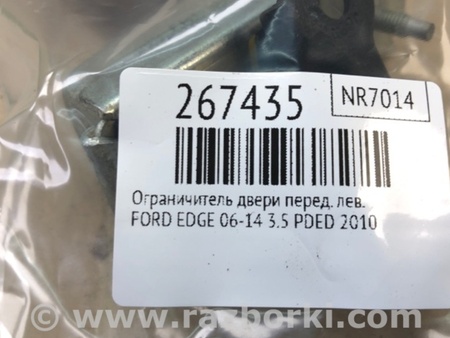 267435
NR7014
Ограничитель двери перед. лев.
FORD EDGE 06-14 3.5 PDED 2010
© www.razborki.com